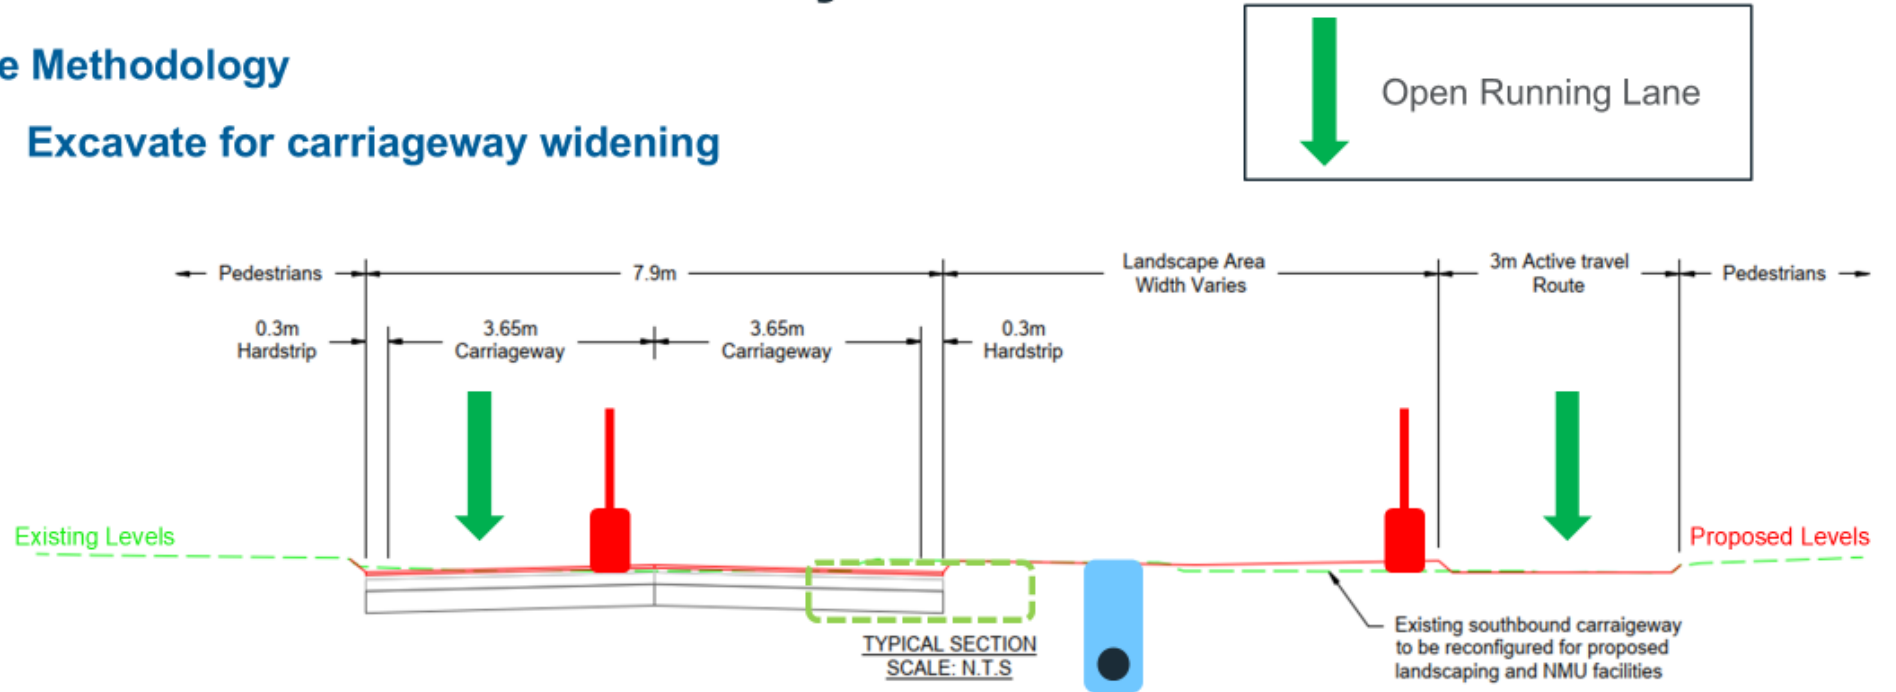 e Methodology
Excavate for carriageway widening
Open Running Lane
Pedestrians
7.9m
Landscape Area
Width Varies
3m Active travel
Route
Pedestrians
0.3m
Hardstrip
3.65m
Carriageway
3.65m
Carriageway
0.3m
Hardstrip
Existing Levels
Proposed Levels
TYPICAL SECTION
SCALE: N.T.S
Existing southbound carraigeway
to be reconfigured for proposed
landscaping and NMU facilities